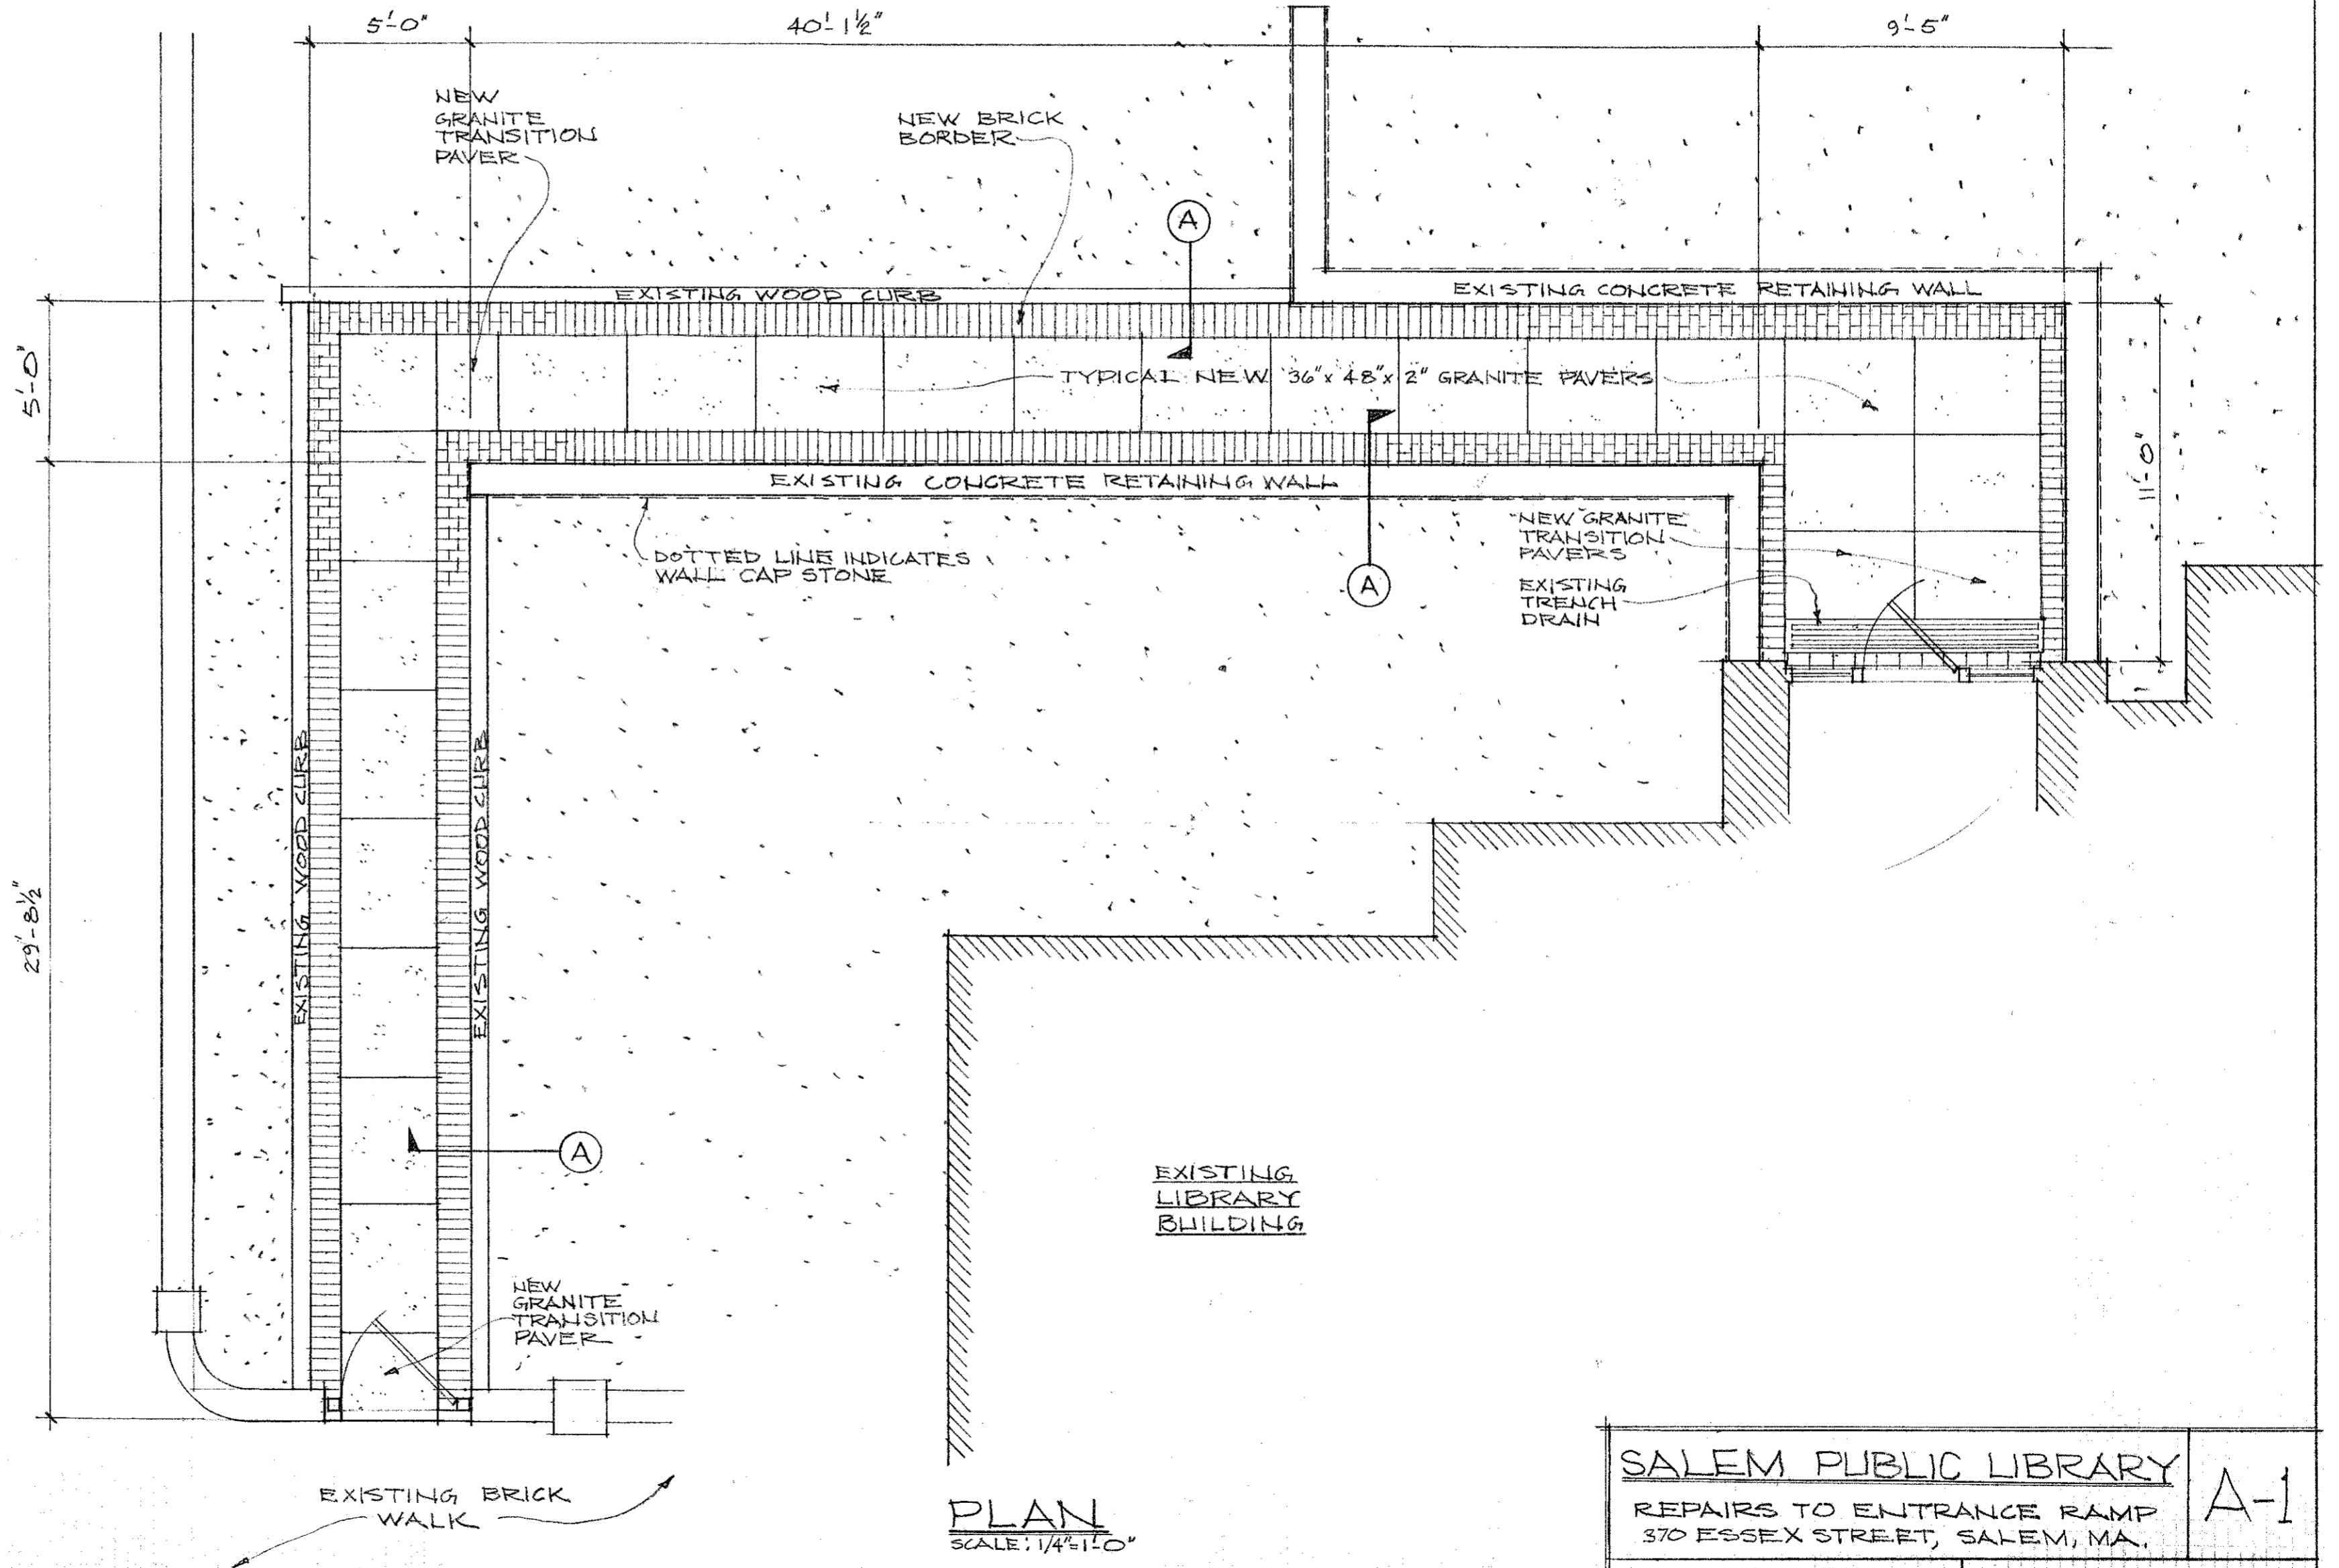 5'-0"
40'-1½"
9'-5"
NEW
GRANITE
TRANSITION
PAVER
NEW BRICK
BORDER
A
EXISTING WOOD CURB
EXISTING CONCRETE RETAINING WALL
5'-0"
TYPICAL NEW 36"x 48"x 2" GRANITE PAVERS
11'-0"
EXISTING CONCRETE RETAINING WALL
DOTTED LINE INDICATES
WALL CAP STONE
A
NEW GRANITE
TRANSITION
PAVERS
EXISTING
TRENCH
DRAIN
EXISTING WOOD CURB
EXISTING WOOD CURB
29'-8½"
A
EXISTING
LIBRARY
BUILDING
NEW
GRANITE
TRANSITION
PAVER
EXISTING BRICK
WALK
PLAN
SCALE: 1/4"=1'-0"
SALEM PUBLIC LIBRARY
REPAIRS TO ENTRANCE RAMP
370 ESSEX STREET, SALEM, MA.
A-1